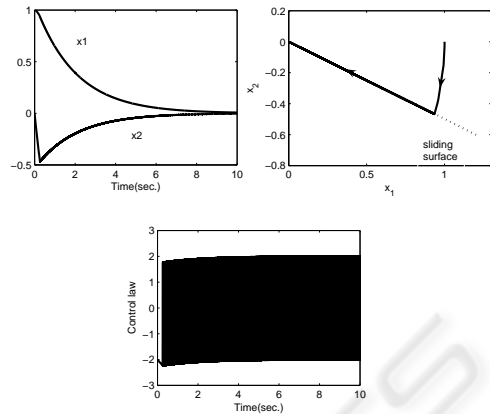 1
0.5
0
-0.5
0 2 4 6 8 10
Time(sec.)
x1
x2
0.2
0
-0.2
-0.4
-0.6
-0.8
0 0.5 1
x1
x2
sliding
surface
3
2
1
0
-1
-2
-3
0 2 4 6 8 10
Time(sec.)
Control law